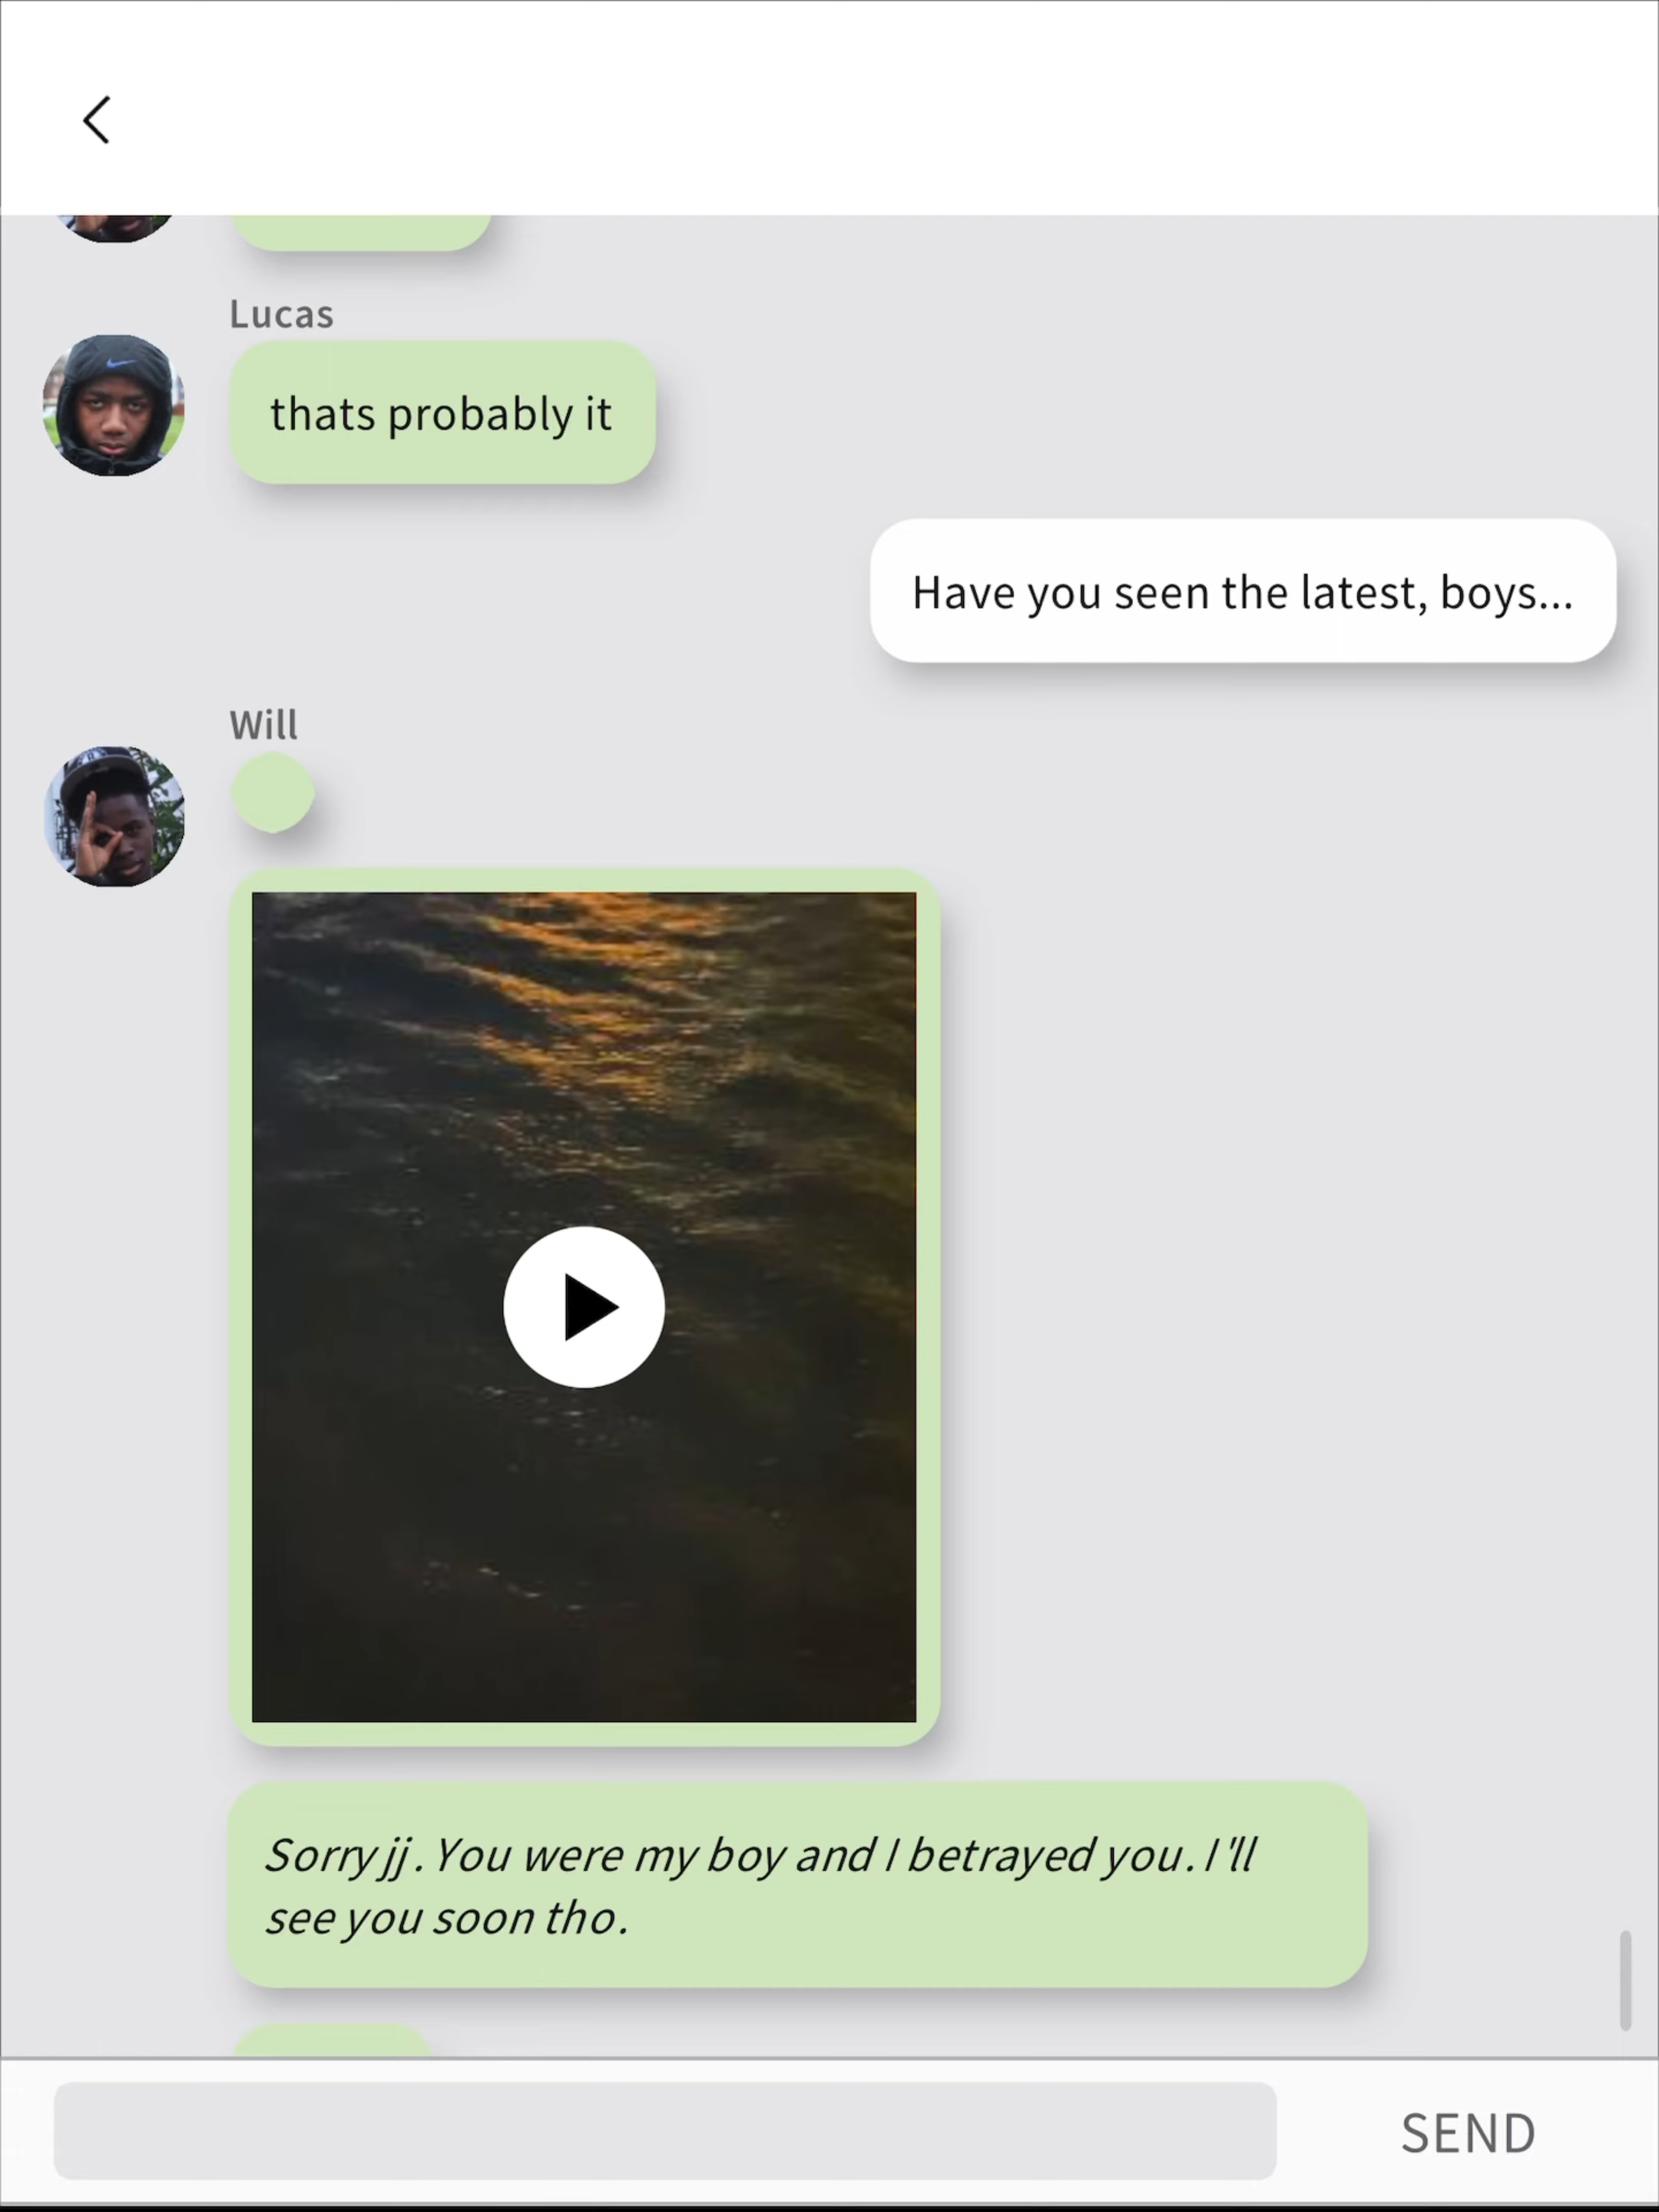 Lucas
thats probably it
Have you seen the latest, boys...
Will
Sorry jj. You were my boy and I betrayed you. I'll
see you soon tho.
SEND